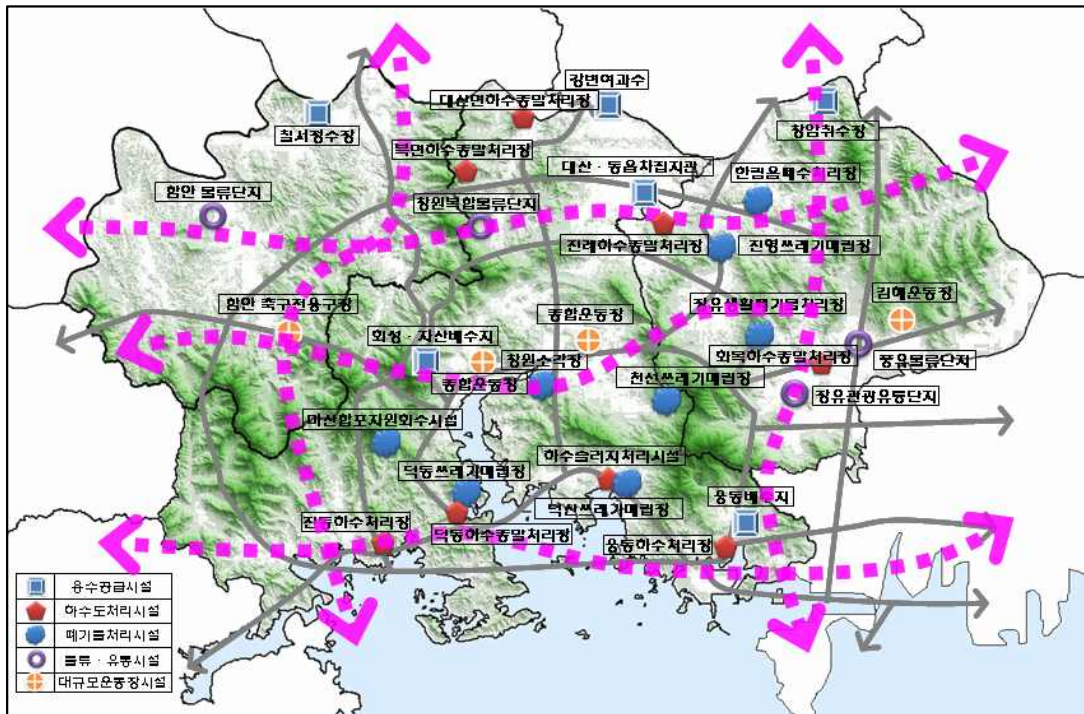 강변여과수
대산면하수종말처리장
창암취수장
칠서정수장
북면하수종말처리장
대산 · 동읍차집지관
한림읍폐수처리장
함안 물류단지
창원복합물류단지
진례하수종말처리장
진영쓰레기매립장
함안 축구전용구장
장유생활폐기물처리장
김해운동장
회성 · 자산배수지
종합운동장
창원소각장
화목하수종말처리장
풍유물류단지
종합운동장
천선쓰레기매립장
장유관광유통단지
마산합포자원회수시설
하수슬러지처리시설
덕동쓰레기매립장
덕산쓰레기매립장
웅동배수지
진동하수처리장
덕동하수종말처리장
웅동하수처리장
용수공급시설
하수도처리시설
폐기물처리시설
물류 · 유통시설
대규모운동장시설